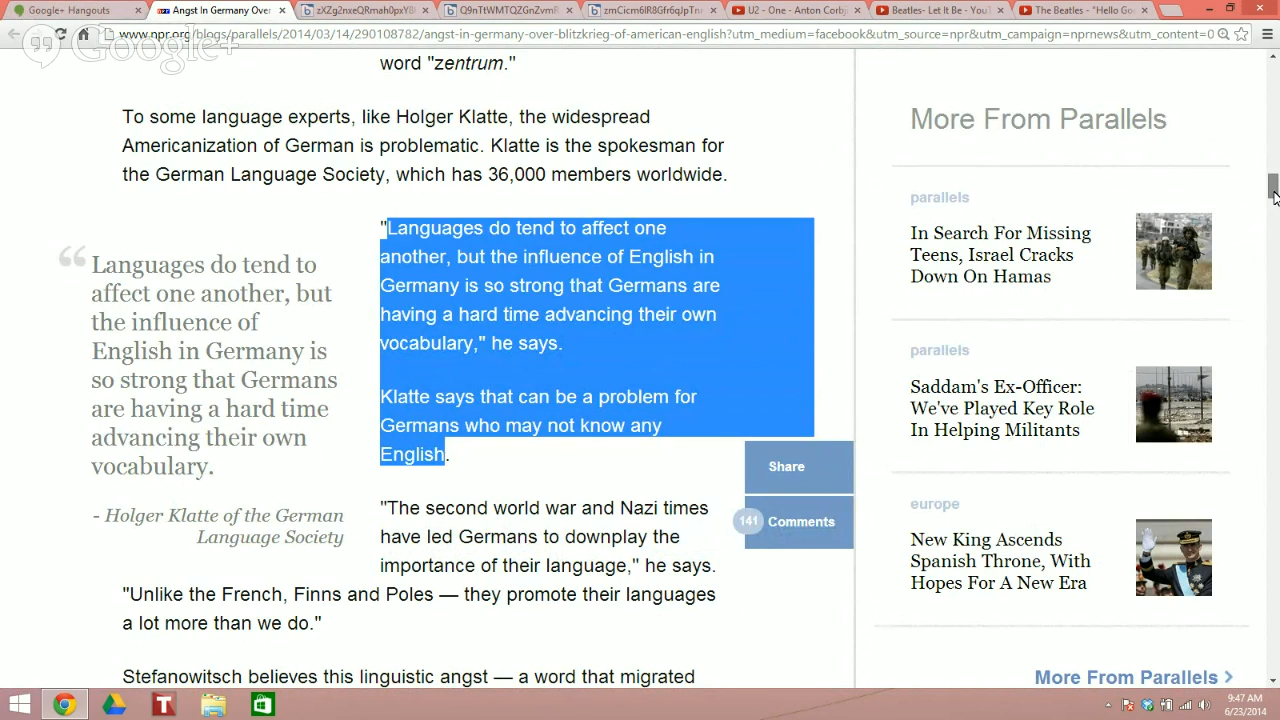 Google+ Hangouts
Angst In Germany Over
zXZg2nxeQRmah0pxYB
Q9nTtWMTQZGnZvmR
zmCicm6lR8Gfr6qJpTnr
U2 - One - Anton Corbij
Beatles- Let It Be - YouT
The Beatles - "Hello Go
www.npr.org/blogs/parallels/2014/03/14/290108782/angst-in-germany-over-blitzkrieg-of-american-english?utm_medium=facebook&utm_source=npr&utm_campaign=nprnews&utm_content=0
Google+
word "zentrum."
To some language experts, like Holger Klatte, the widespread
Americanization of German is problematic. Klatte is the spokesman for
the German Language Society, which has 36,000 members worldwide.
Languages do tend to
affect one another, but
the influence of
English in Germany is
so strong that Germans
are having a hard time
advancing their own
vocabulary.
- Holger Klatte of the German
Language Society
"Languages do tend to affect one
another, but the influence of English in
Germany is so strong that Germans are
having a hard time advancing their own
vocabulary," he says.
Klatte says that can be a problem for
Germans who may not know any
English.
"The second world war and Nazi times
have led Germans to downplay the
importance of their language," he says.
"Unlike the French, Finns and Poles — they promote their languages
a lot more than we do."
Stefanowitsch believes this linguistic angst — a word that migrated
Share
141 Comments
More From Parallels
parallels
In Search For Missing
Teens, Israel Cracks
Down On Hamas
parallels
Saddam's Ex-Officer:
We've Played Key Role
In Helping Militants
europe
New King Ascends
Spanish Throne, With
Hopes For A New Era
More From Parallels
9:47 AM
6/23/2014